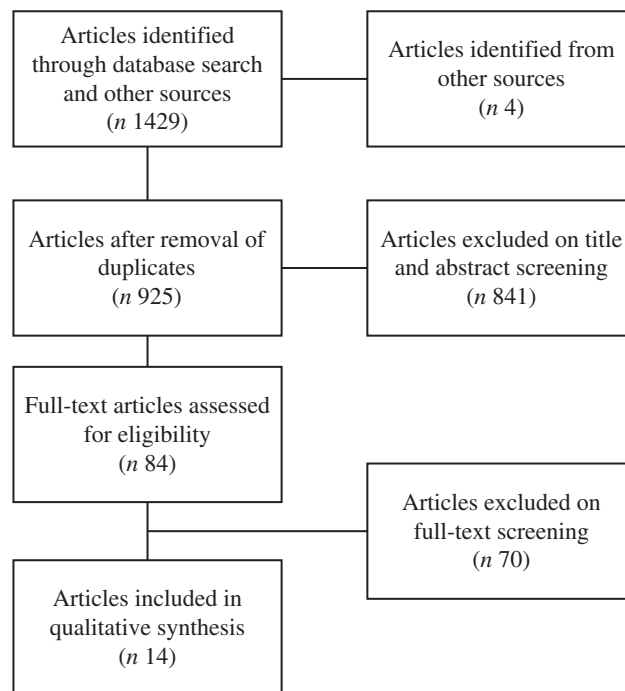 Articles identified
through database search
and other sources
(n 1429)
Articles identified from
other sources
(n 4)
Articles after removal of
duplicates
(n 925)
Articles excluded on title
and abstract screening
(n 841)
Full-text articles assessed
for eligibility
(n 84)
Articles excluded on
full-text screening
(n 70)
Articles included in
qualitative synthesis
(n 14)